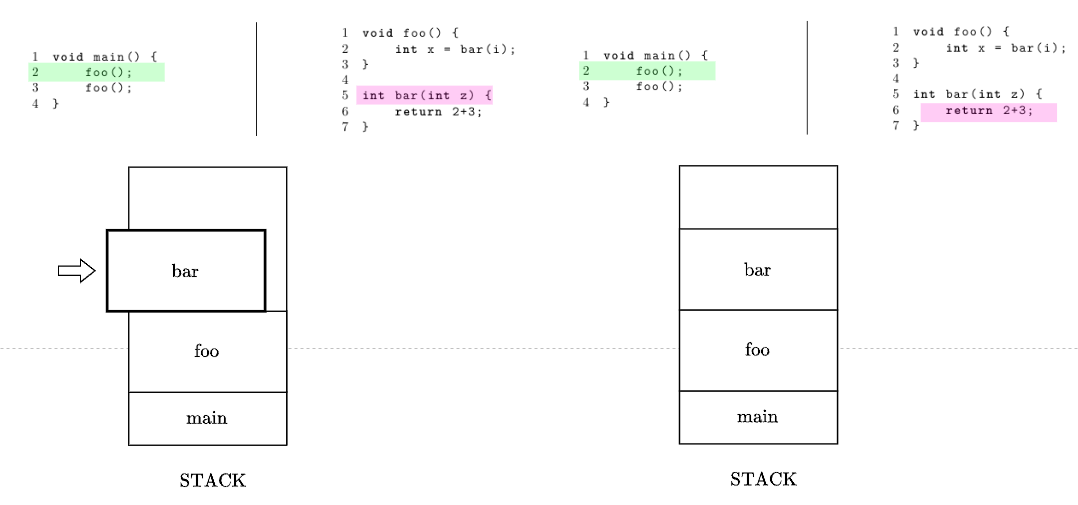 1 void main() {
2     foo();
3     foo();
4 }
1 void foo() {
2     int x = bar(i);
3 }
4
5 int bar(int z) {
6     return 2+3;
7 }
bar
foo
main
STACK
1 void main() {
2     foo();
3     foo();
4 }
1 void foo() {
2     int x = bar(i);
3 }
4
5 int bar(int z) {
6     return 2+3;
7 }
bar
foo
main
STACK